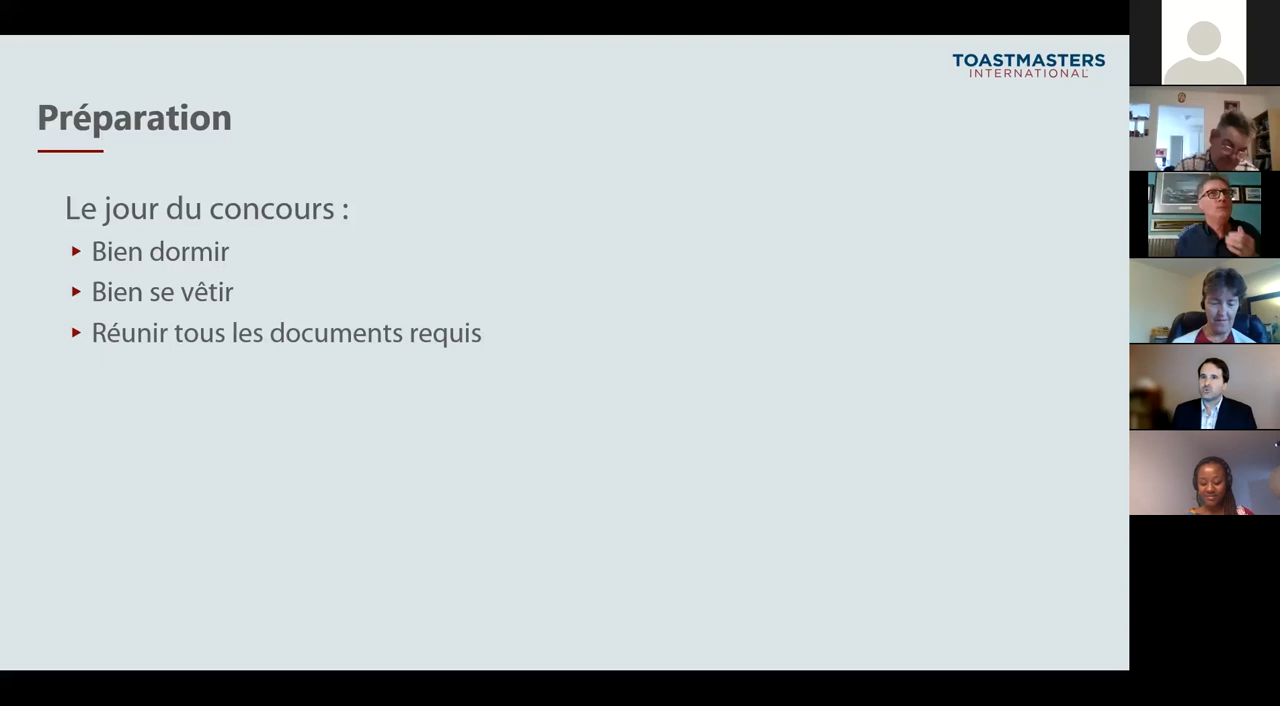 TOASTMASTERS
INTERNATIONAL
Préparation
Le jour du concours :
Bien dormir
Bien se vêtir
Réunir tous les documents requis